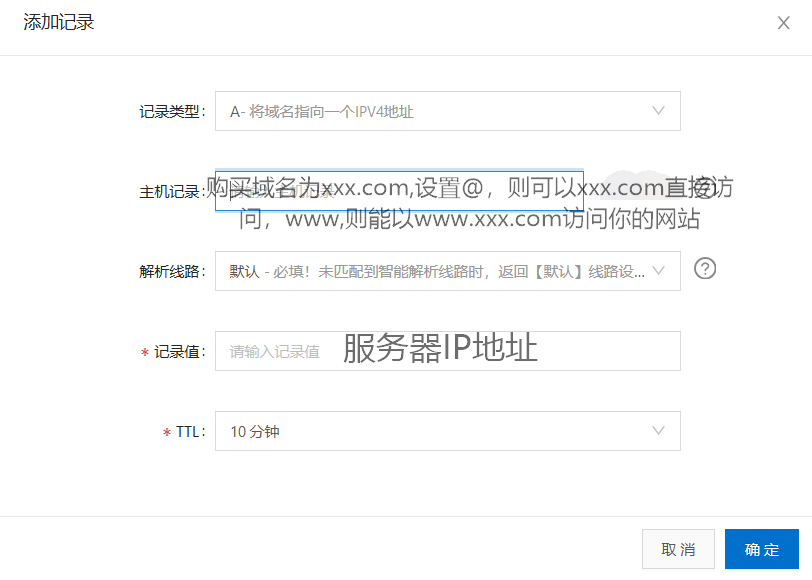 添加记录
记录类型：
A- 将域名指向一个IPV4地址
主机记录：
购买域名为xxx.com,设置@，则可以xxx.com直接访
问，www,则能以www.xxx.com访问你的网站
解析线路：
默认 - 必填！未匹配到智能解析线路时，返回【默认】线路设...
* 记录值：
请输入记录值
服务器IP地址
* TTL：
10 分钟
取 消
确 定